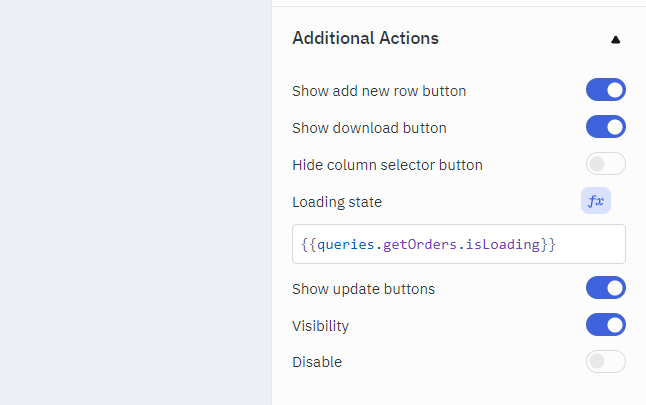 Additional Actions
Show add new row button
Show download button
Hide column selector button
Loading state fx
{{queries.getOrders.isLoading}}
Show update buttons
Visibility
Disable